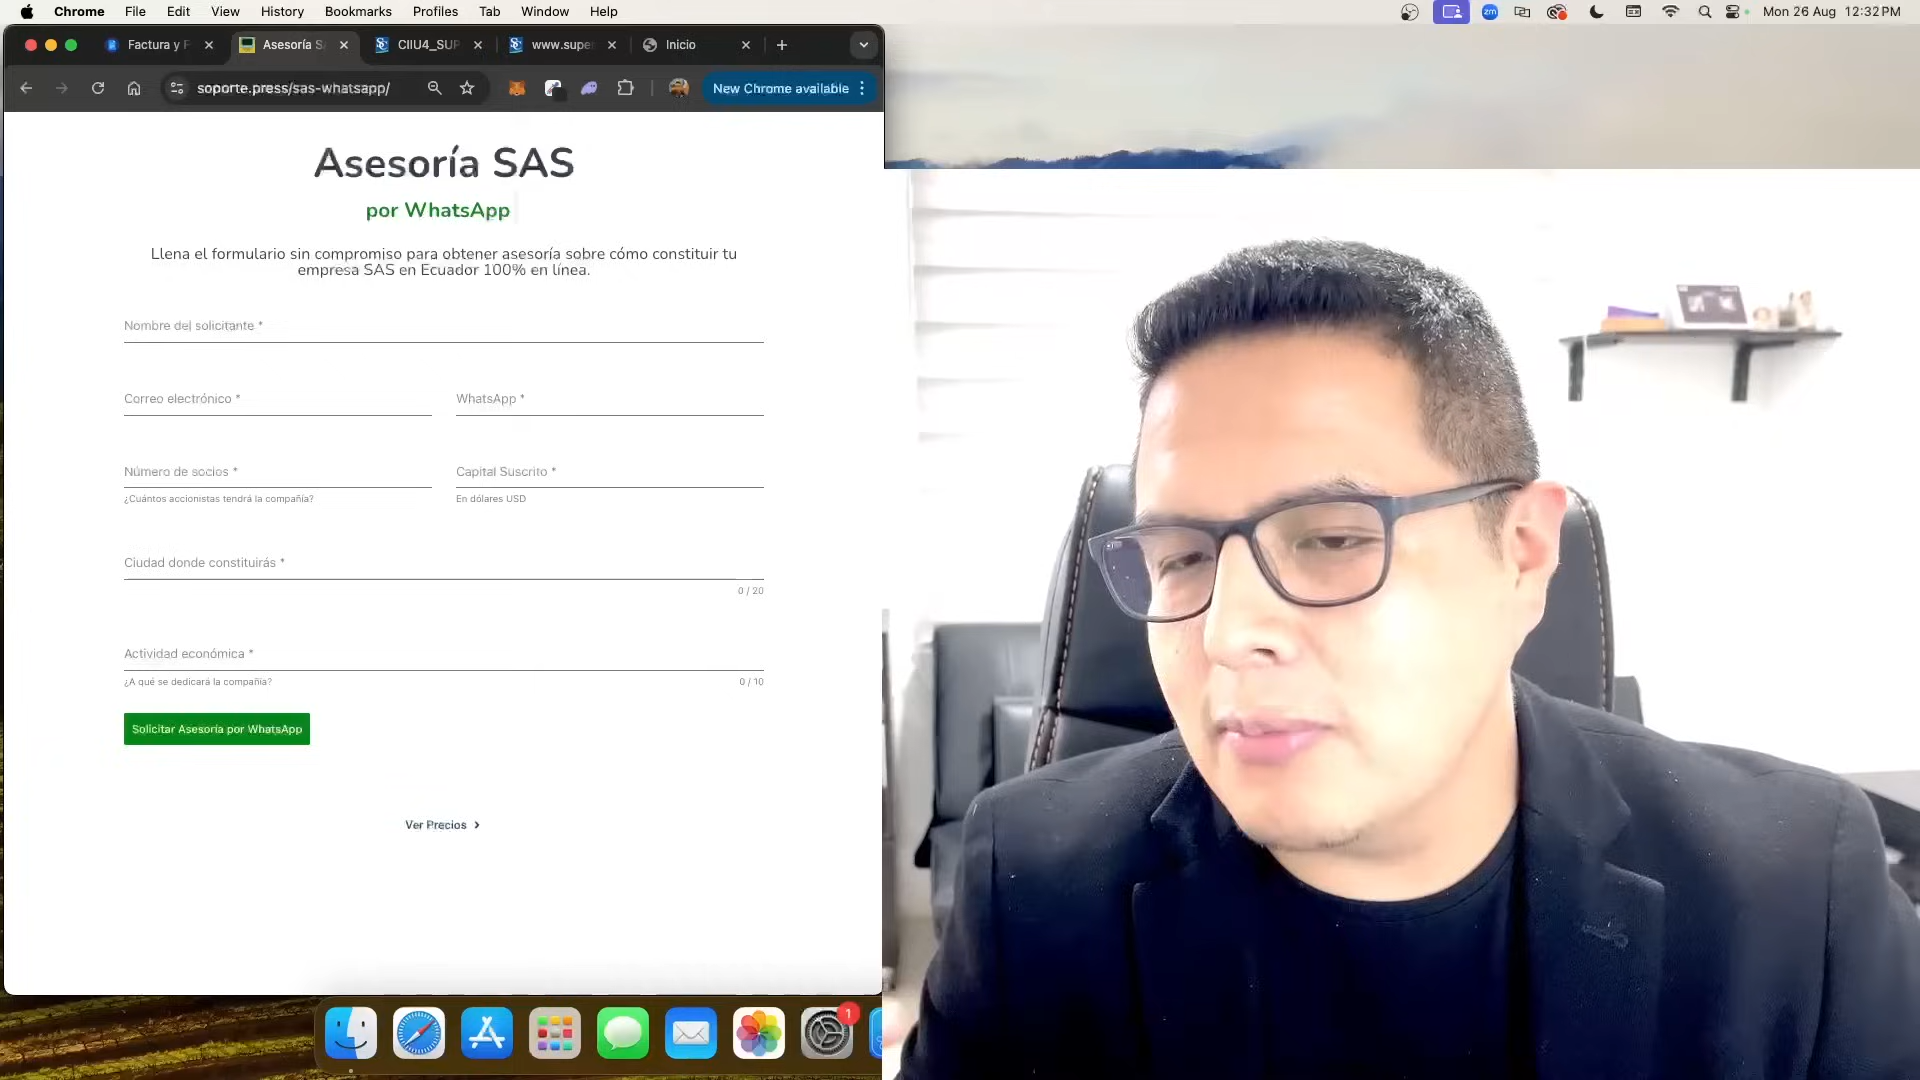 Chrome File Edit View History Bookmarks Profiles Tab Window Help
zm
Mon 26 Aug 12:32 PM
Factura y F
Asesoría S
CIIU4_SUP
www.super
Inicio
soporte.press/sas-whatsapp/
New Chrome available
Asesoría SAS
por WhatsApp
Llena el formulario sin compromiso para obtener asesoría sobre cómo constituir tu
empresa SAS en Ecuador 100% en línea.
Nombre del solicitante *
Correo electrónico *
WhatsApp *
Número de socios *
Capital Suscrito *
¿Cuántos accionistas tendrá la compañía?
En dólares USD
Ciudad donde constituirás *
0 / 20
Actividad económica *
¿A qué se dedicará la compañía?
0 / 10
Solicitar Asesoría por WhatsApp
Ver Precios
1